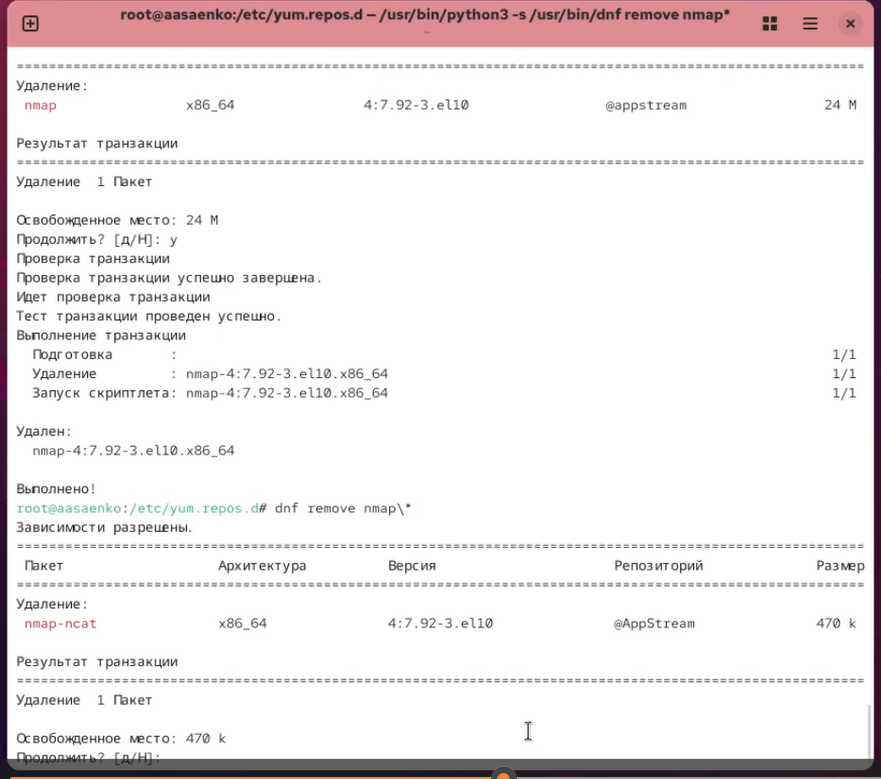 root@aasaenko:/etc/yum.repos.d — /usr/bin/python3 -s /usr/bin/dnf remove nmap*
================================================================================
Удаление:
nmap x86_64 4:7.92-3.el10 @appstream 24 M
Результат транзакции
================================================================================
Удаление 1 Пакет
Освобожденное место: 24 M
Продолжить? [д/Н]: y
Проверка транзакции
Проверка транзакции успешно завершена.
Идет проверка транзакции
Тест транзакции проведен успешно.
Выполнение транзакции
Подготовка : 1/1
Удаление : nmap-4:7.92-3.el10.x86_64 1/1
Запуск скриптлета: nmap-4:7.92-3.el10.x86_64 1/1
Удален:
nmap-4:7.92-3.el10.x86_64
Выполнено!
root@aasaenko:/etc/yum.repos.d# dnf remove nmap\*
Зависимости разрешены.
================================================================================
Пакет Архитектура Версия Репозиторий Размер
================================================================================
Удаление:
nmap-ncat x86_64 4:7.92-3.el10 @AppStream 470 k
Результат транзакции
================================================================================
Удаление 1 Пакет
Освобожденное место: 470 k
Продолжить? [д/Н]: